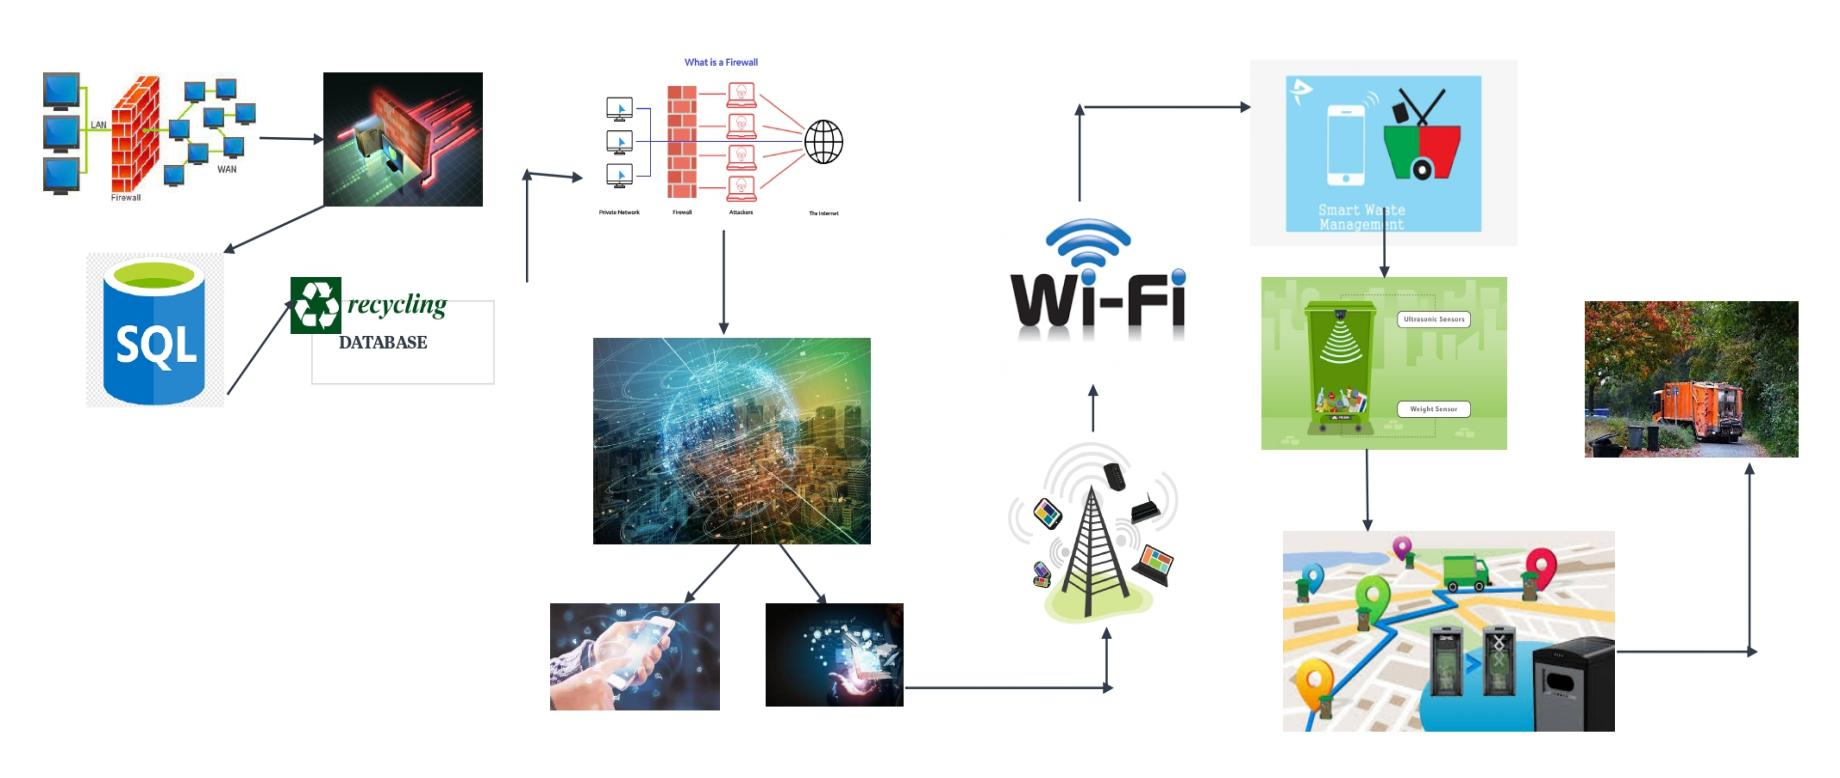 What is a Firewall
LAN
WAN
Firewall
Private Network
Firewall
Attackers
The Internet
SQL
recycling
DATABASE
Wi-Fi
Smart Waste
Management
Ultrasonic Sensors
Weight Sensor